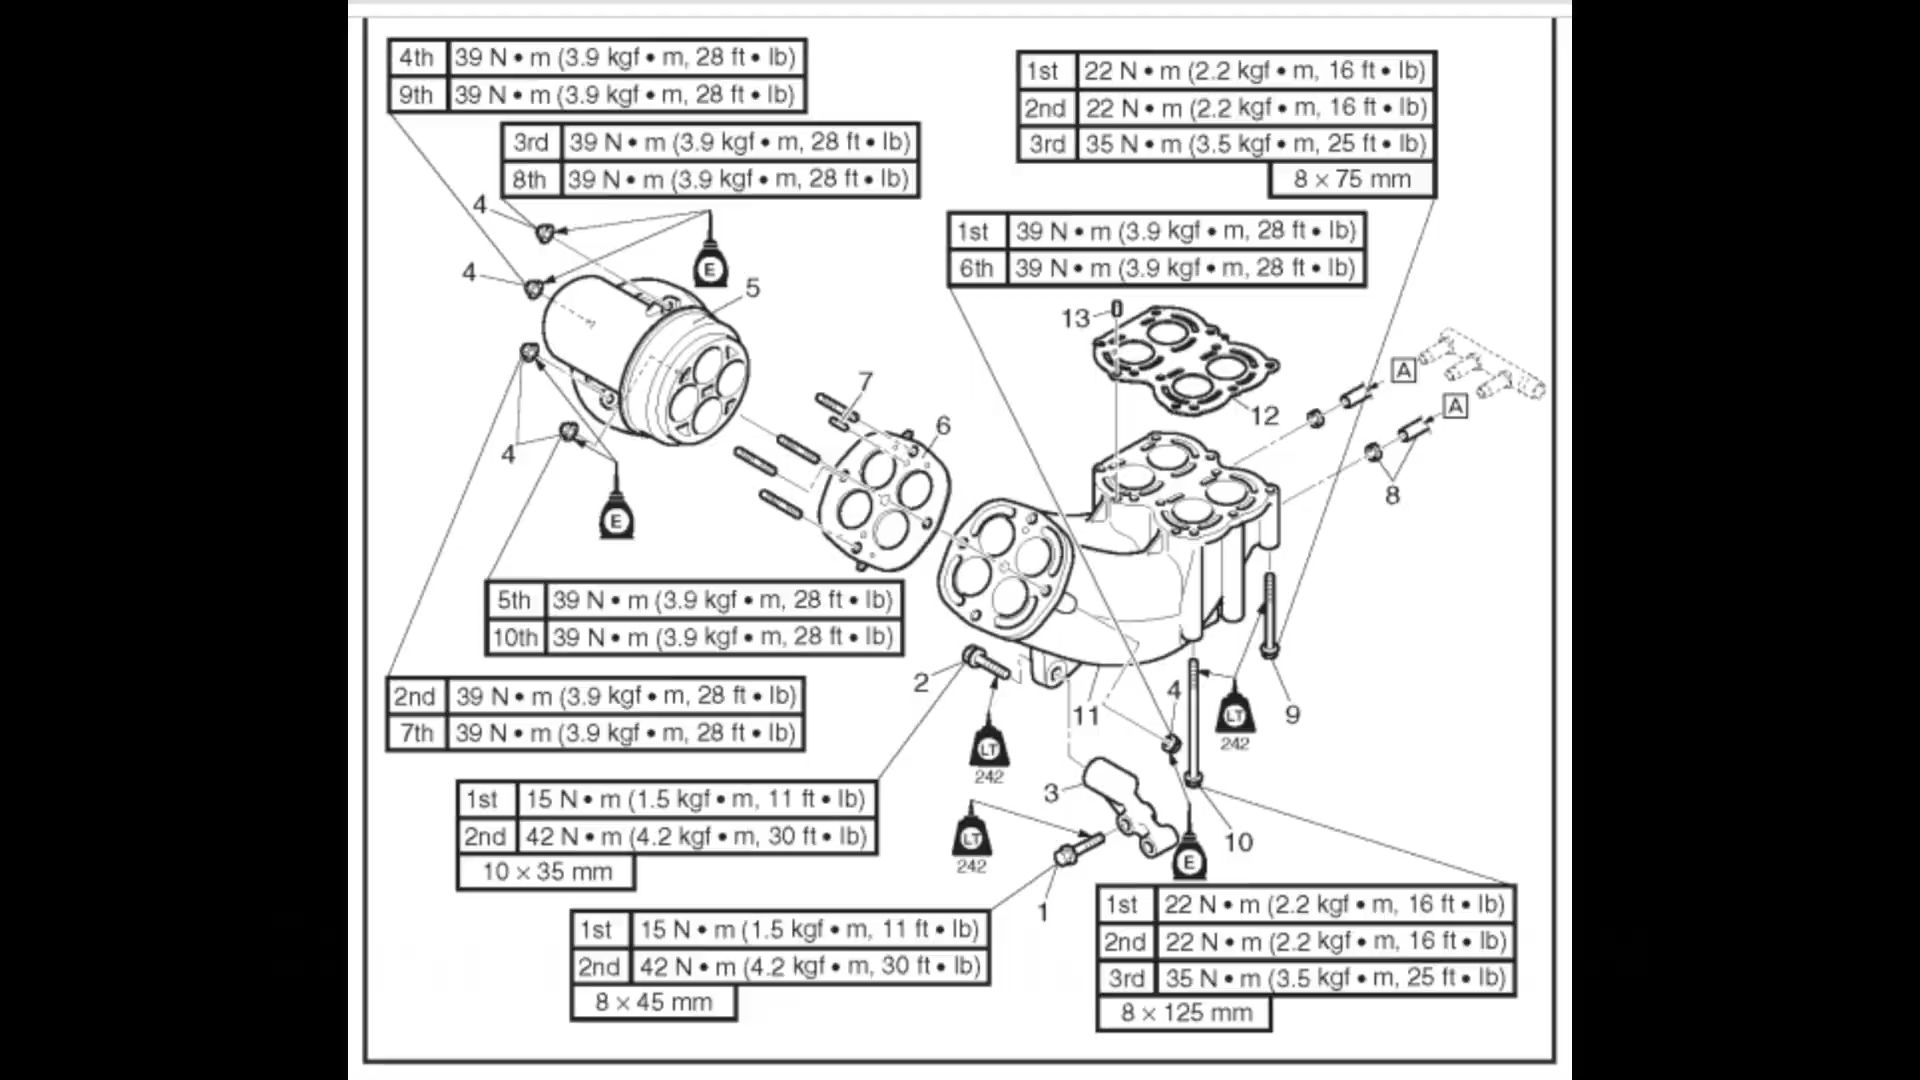 4th 39 N • m (3.9 kgf • m, 28 ft • lb)
9th 39 N • m (3.9 kgf • m, 28 ft • lb)
3rd 39 N • m (3.9 kgf • m, 28 ft • lb)
8th 39 N • m (3.9 kgf • m, 28 ft • lb)
1st 22 N • m (2.2 kgf • m, 16 ft • lb)
2nd 22 N • m (2.2 kgf • m, 16 ft • lb)
3rd 35 N • m (3.5 kgf • m, 25 ft • lb)
8 × 75 mm
1st 39 N • m (3.9 kgf • m, 28 ft • lb)
6th 39 N • m (3.9 kgf • m, 28 ft • lb)
4
4
E
5
13
A
A
7
12
6
4
8
E
5th 39 N • m (3.9 kgf • m, 28 ft • lb)
10th 39 N • m (3.9 kgf • m, 28 ft • lb)
2nd 39 N • m (3.9 kgf • m, 28 ft • lb)
7th 39 N • m (3.9 kgf • m, 28 ft • lb)
2
4
11
9
LT
242
LT
242
3
1st 15 N • m (1.5 kgf • m, 11 ft • lb)
2nd 42 N • m (4.2 kgf • m, 30 ft • lb)
10 × 35 mm
LT
242
10
E
1
1st 15 N • m (1.5 kgf • m, 11 ft • lb)
2nd 42 N • m (4.2 kgf • m, 30 ft • lb)
8 × 45 mm
1st 22 N • m (2.2 kgf • m, 16 ft • lb)
2nd 22 N • m (2.2 kgf • m, 16 ft • lb)
3rd 35 N • m (3.5 kgf • m, 25 ft • lb)
8 × 125 mm